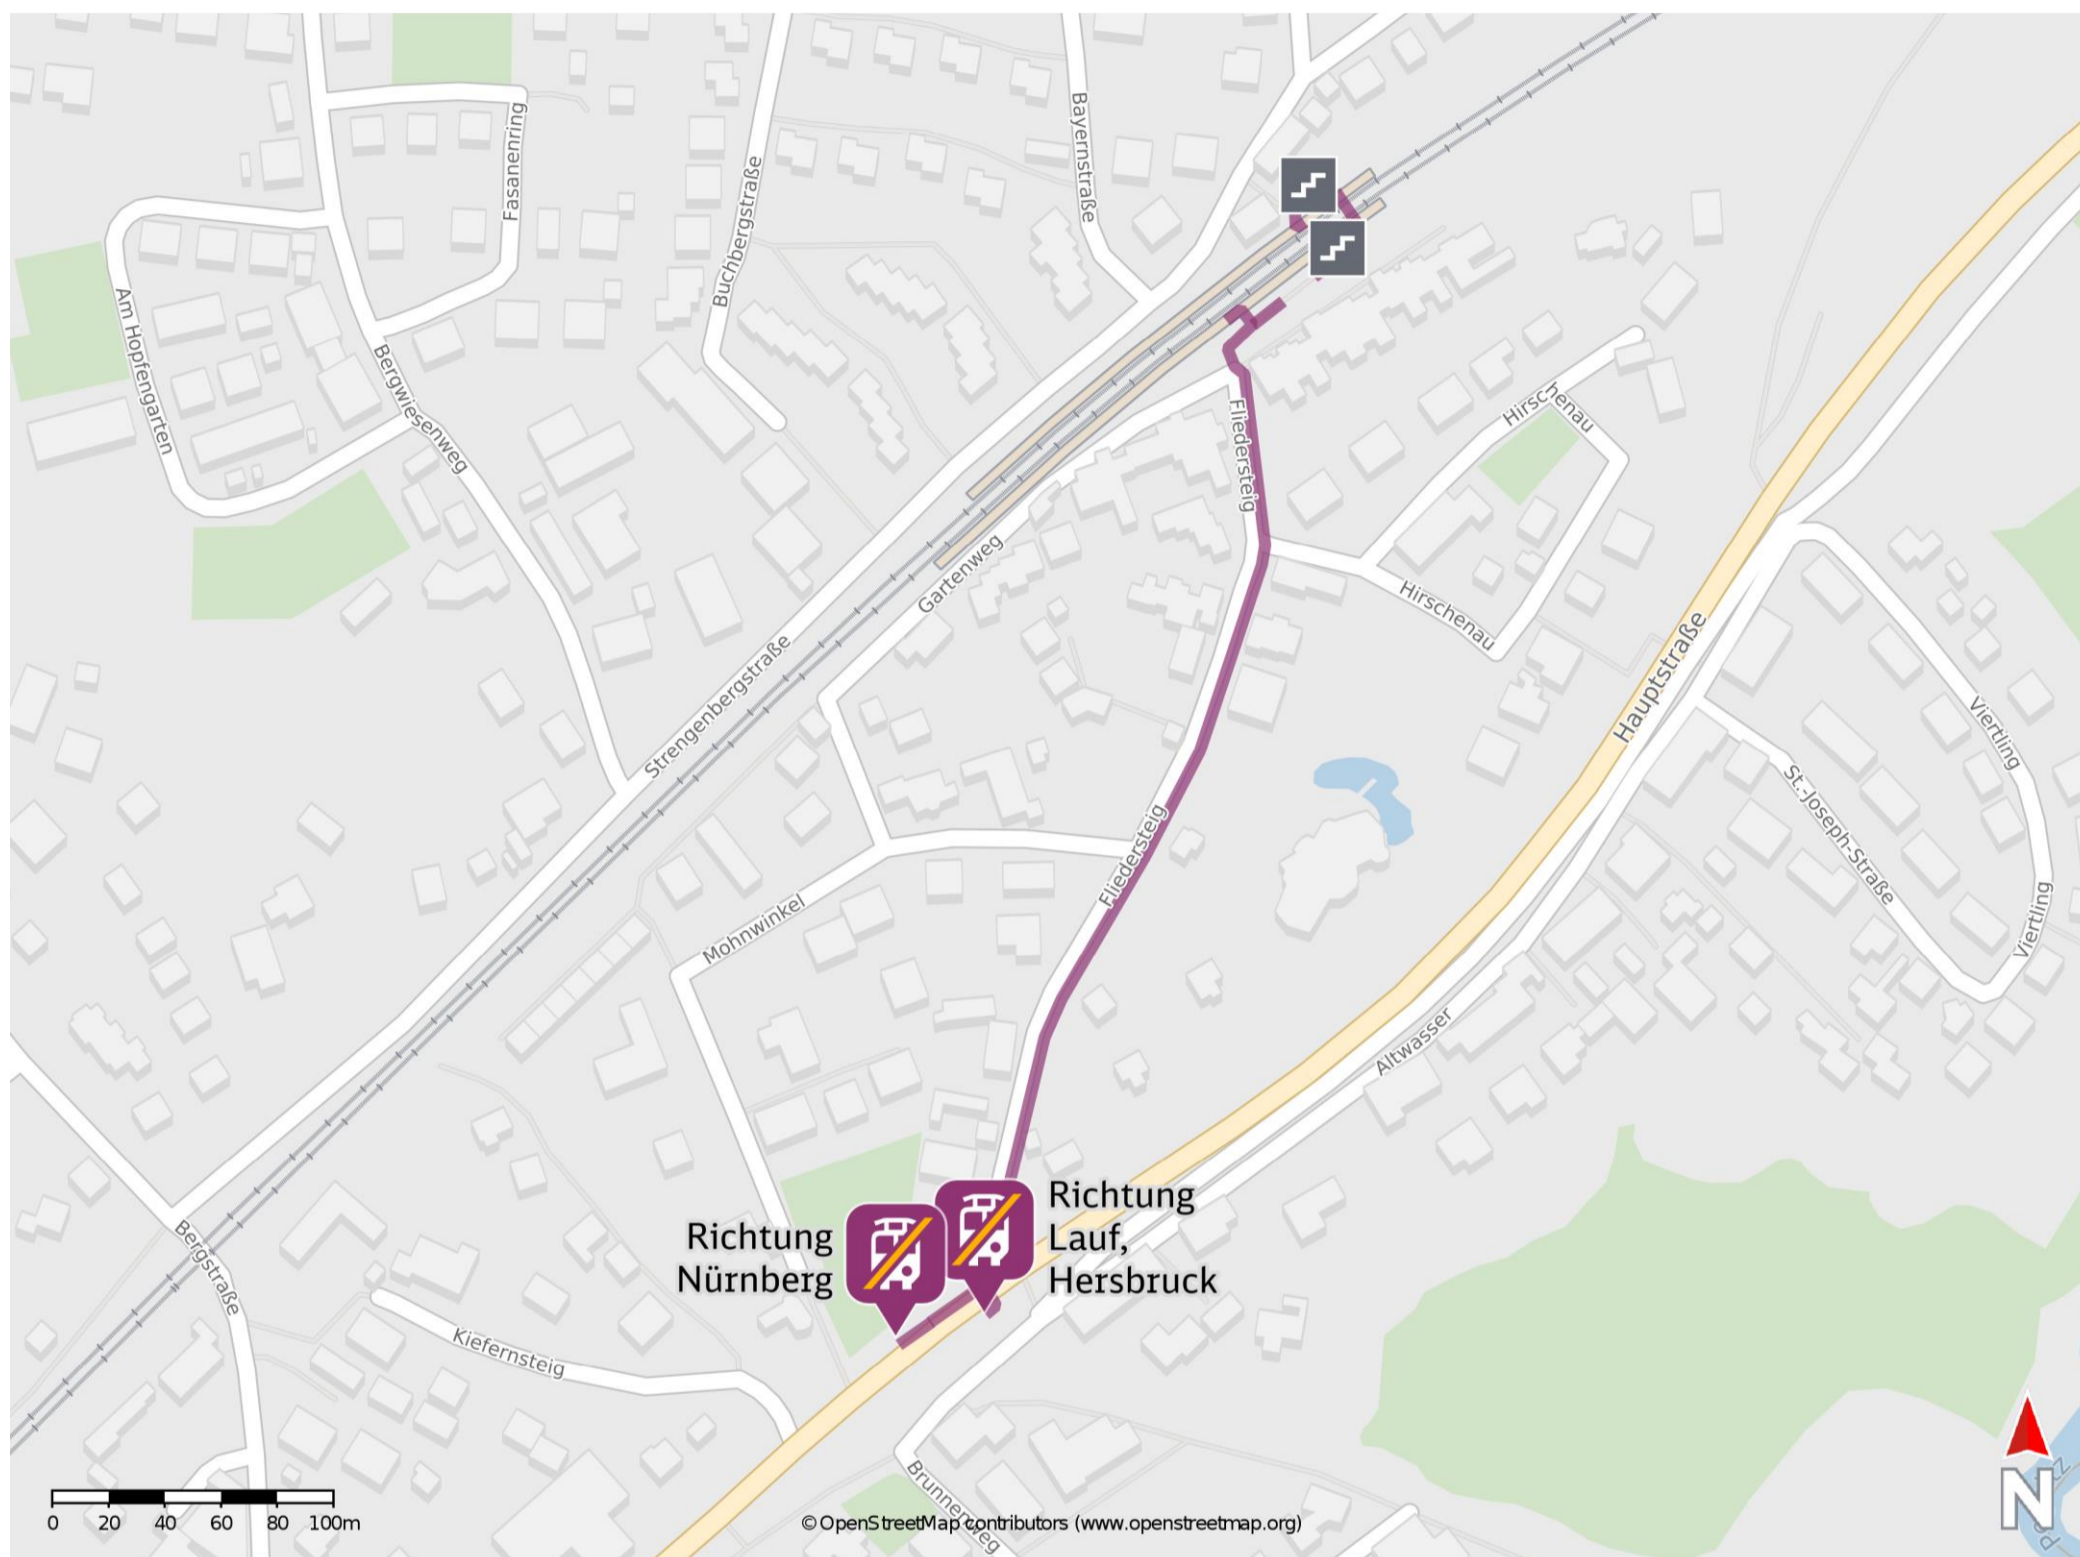 Fasanenring
Bayernstraße
Buchbergstraße
Am Hopfengarten
Bergwiesenweg
Hirschenau
Fliedersteig
Gartenweg
Hirschenau
Strengenbergstraße
Hauptstraße
Viertling
St.-Joseph-Straße
Fliedersteig
Mohnwinkel
Viertling
Altwasser
Richtung
Nürnberg
Richtung
Lauf,
Hersbruck
Bergstraße
Kiefernsteig
Brunnenweg
N
0 20 40 60 80 100m
© OpenStreetMap contributors (www.openstreetmap.org)